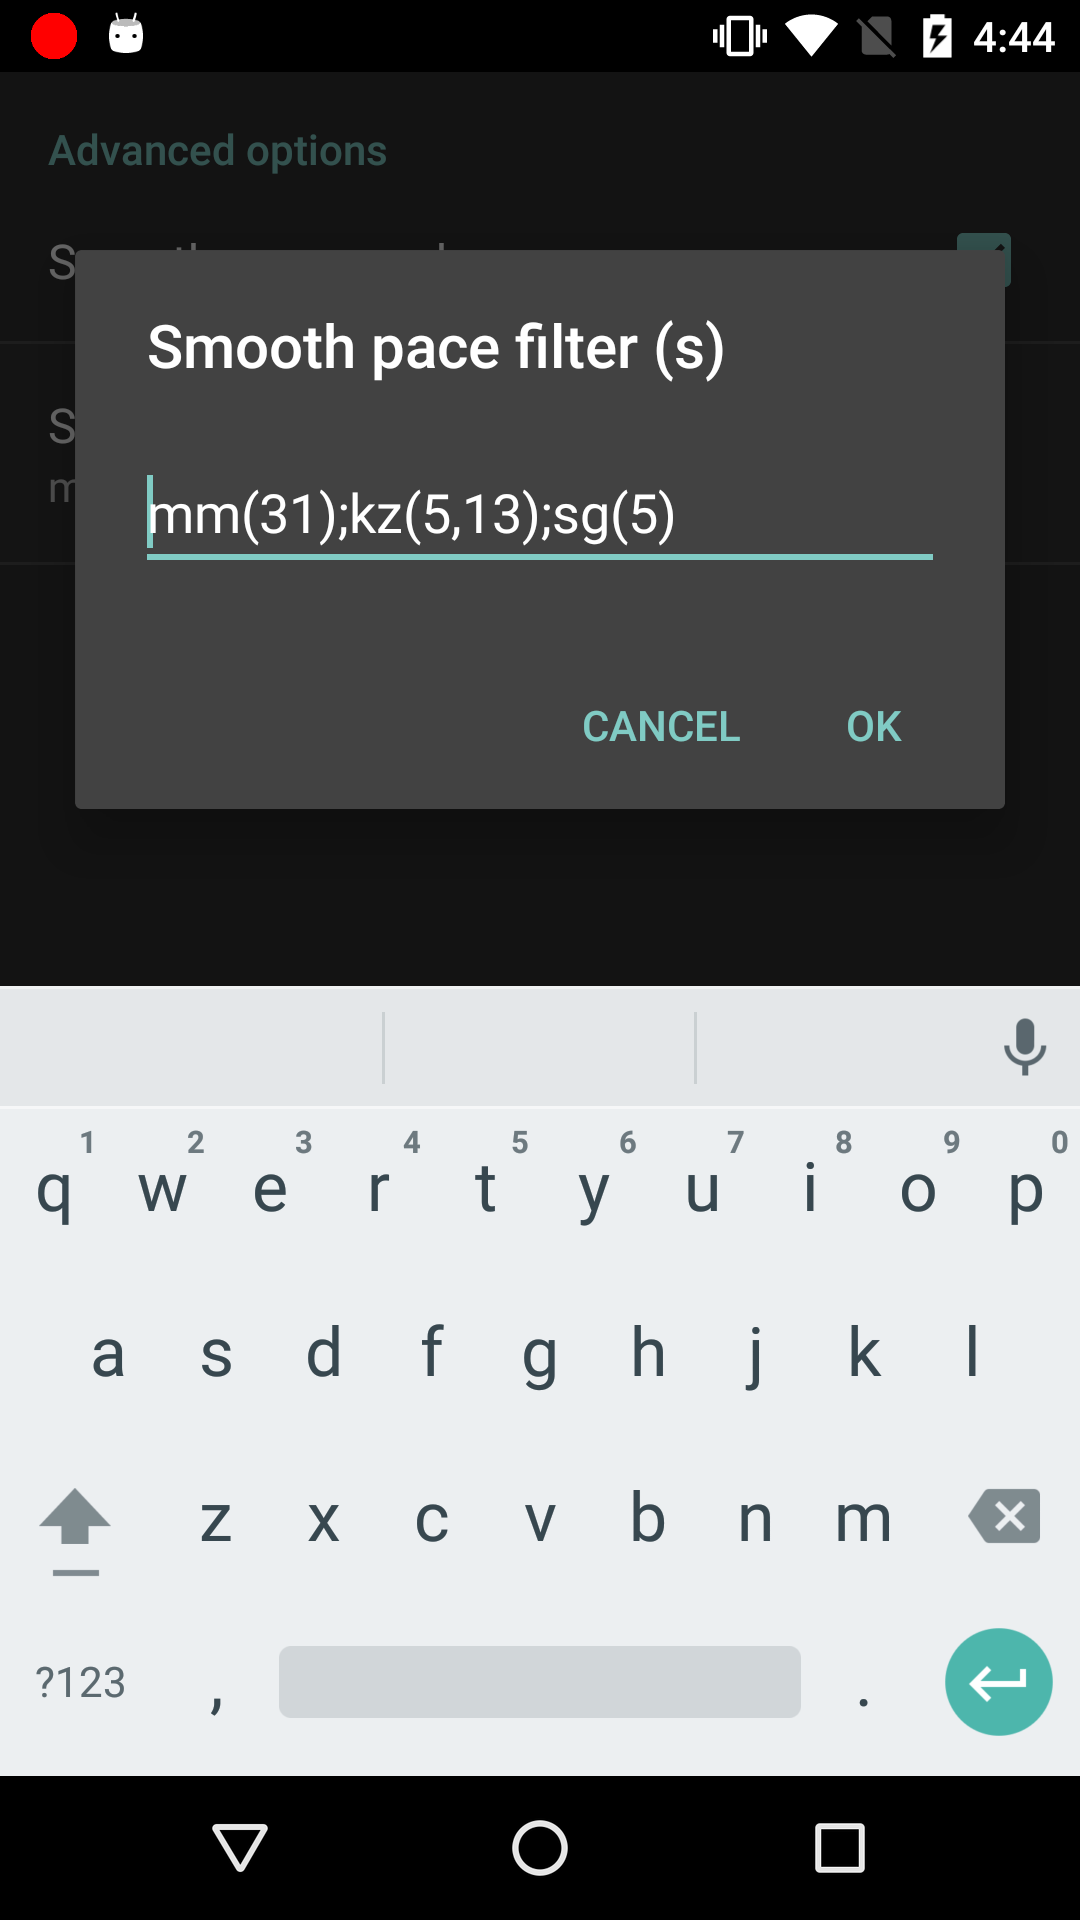 4:44
Advanced options
Smooth pace filter (s)
mm(31);kz(5,13);sg(5)
CANCEL OK
1 2 3 4 5 6 7 8 9 0
q w e r t y u i o p
a s d f g h j k l
z x c v b n m
?123 , .